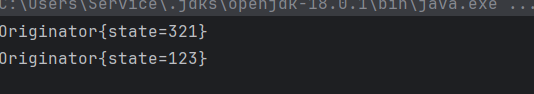 C:\Users\Service\.jdks\openjdk-18.0.1\bin\java.exe ...
Originator{state=321}
Originator{state=123}